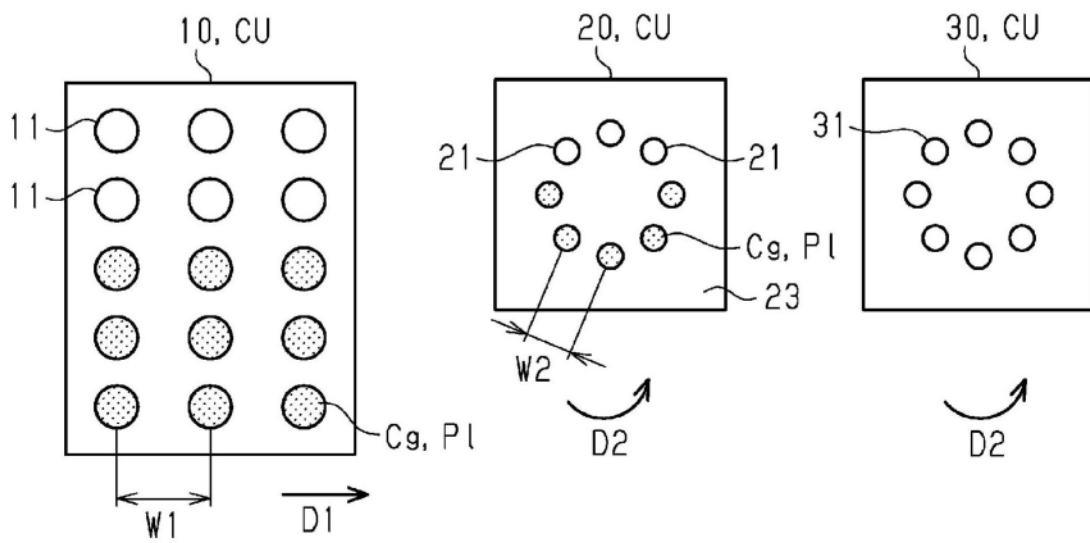 10, CU
20, CU
30, CU
11
11
21
21
31
Cg, Pl
23
W2
D2
D2
Cg, Pl
W1
D1